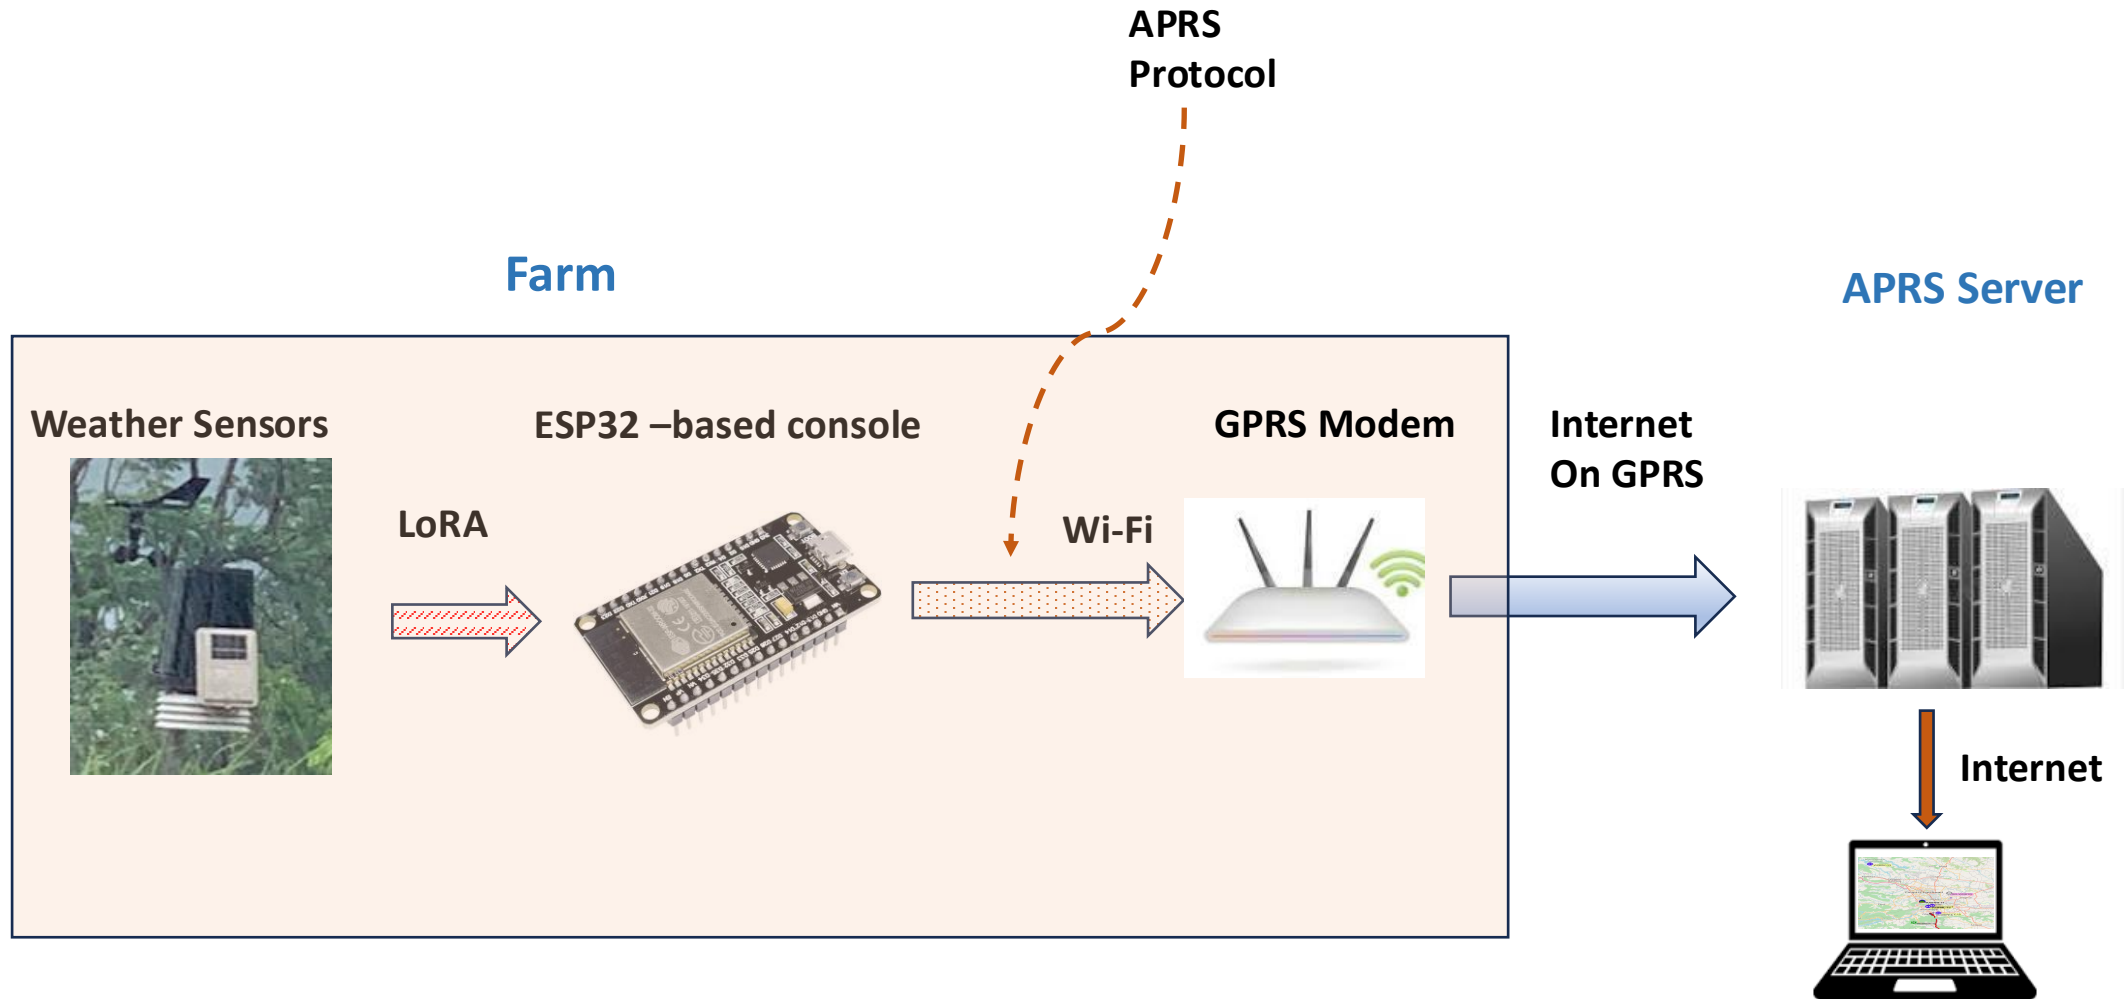 APRS
Protocol
Farm
APRS Server
Weather Sensors
ESP32 –based console
GPRS Modem
Internet
On GPRS
LoRA
Wi-Fi
Internet